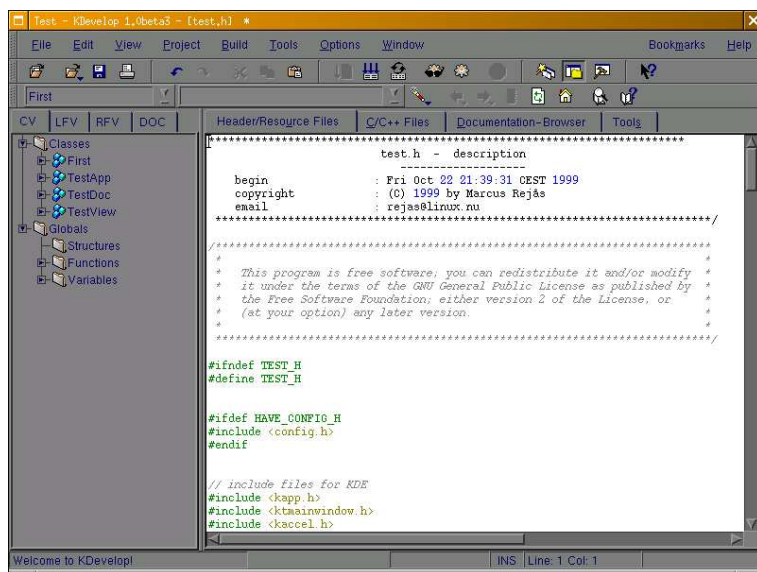 Test - KDevelop 1.0beta3 - [test.h] *
File Edit View Project Build Tools Options Window Bookmarks Help
First
CV LFV RFV DOC
Header/Resource Files C/C++ Files Documentation-Browser Tools
Classes
First
TestApp
TestDoc
TestView
Globals
Structures
Functions
Variables
************************************************************************
test.h - description
-------------------
begin : Fri Oct 22 21:39:31 CEST 1999
copyright : (C) 1999 by Marcus Rejås
email : rejas@linux.nu
***************************************************************************/
/***************************************************************************
* *
* This program is free software; you can redistribute it and/or modify *
* it under the terms of the GNU General Public License as published by *
* the Free Software Foundation; either version 2 of the License, or *
* (at your option) any later version. *
* *
***************************************************************************/
#ifndef TEST_H
#define TEST_H
#ifdef HAVE_CONFIG_H
#include <config.h>
#endif
// include files for KDE
#include <kapp.h>
#include <ktmainwindow.h>
#include <kaccel.h>
Welcome to KDevelop! INS Line: 1 Col: 1